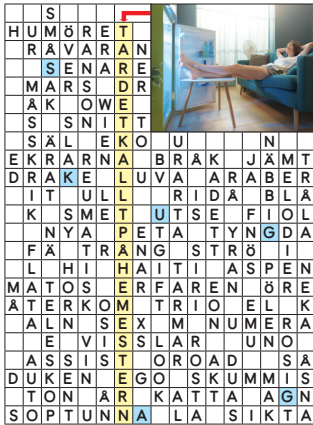 S
HUMÖRET
RÅVARAN
SENARE
MARS DR
ÅK OWE
S SNITT
SÄL EKO U N
EKRARNA BRÅK JÄMT
DRAKE LUVA ARABER
IT ULL RIDÅ BLÅ
K SMET UTSE FIOL
NYA PETA TYNGDA
FÄ TRÅNG STRÖ I
L HI HAITI ASPEN
MATOS ERFAREN ÖRE
ÅTERKOM TRIO EL K
ALN SEX M NUMERA
E VISSLAR UNO
ASSIST OROAD SÅ
DUKEN EGO SKUMMIS
TON ÅR KATTA AGN
SOPTUNNA LA SIKTA